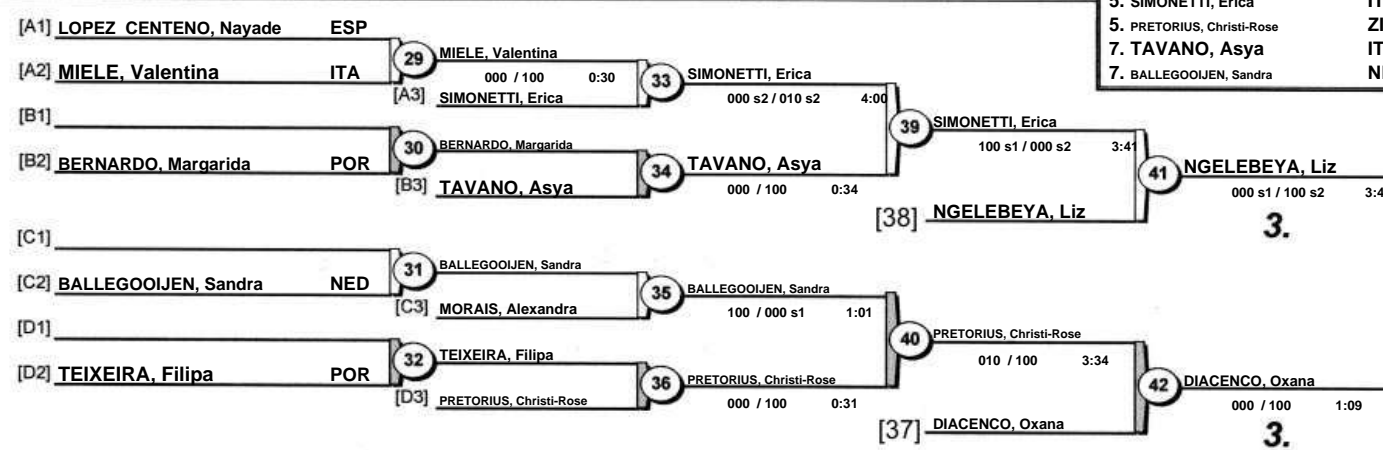 5. SIMONETTI, Erica
5. PRETORIUS, Christi-Rose
7. TAVANO, Asya
7. BALLEGOOIJEN, Sandra
[A1] LOPEZ CENTENO, Nayade ESP
[A2] MIELE, Valentina ITA
29
MIELE, Valentina
000 / 100 0:30
[A3] SIMONETTI, Erica
33
SIMONETTI, Erica
000 s2 / 010 s2 4:00
[B1]
[B2] BERNARDO, Margarida POR
30
BERNARDO, Margarida
[B3] TAVANO, Asya
34
TAVANO, Asya
000 / 100 0:34
39
SIMONETTI, Erica
100 s1 / 000 s2 3:41
[38] NGELEBEYA, Liz
41
NGELEBEYA, Liz
000 s1 / 100 s2
3.
[C1]
[C2] BALLEGOOIJEN, Sandra NED
31
BALLEGOOIJEN, Sandra
[C3] MORAIS, Alexandra
35
BALLEGOOIJEN, Sandra
100 / 000 s1 1:01
[D1]
[D2] TEIXEIRA, Filipa POR
32
TEIXEIRA, Filipa
[D3] PRETORIUS, Christi-Rose
36
PRETORIUS, Christi-Rose
000 / 100 0:31
40
PRETORIUS, Christi-Rose
010 / 100 3:34
[37] DIACENCO, Oxana
42
DIACENCO, Oxana
000 / 100 1:09
3.